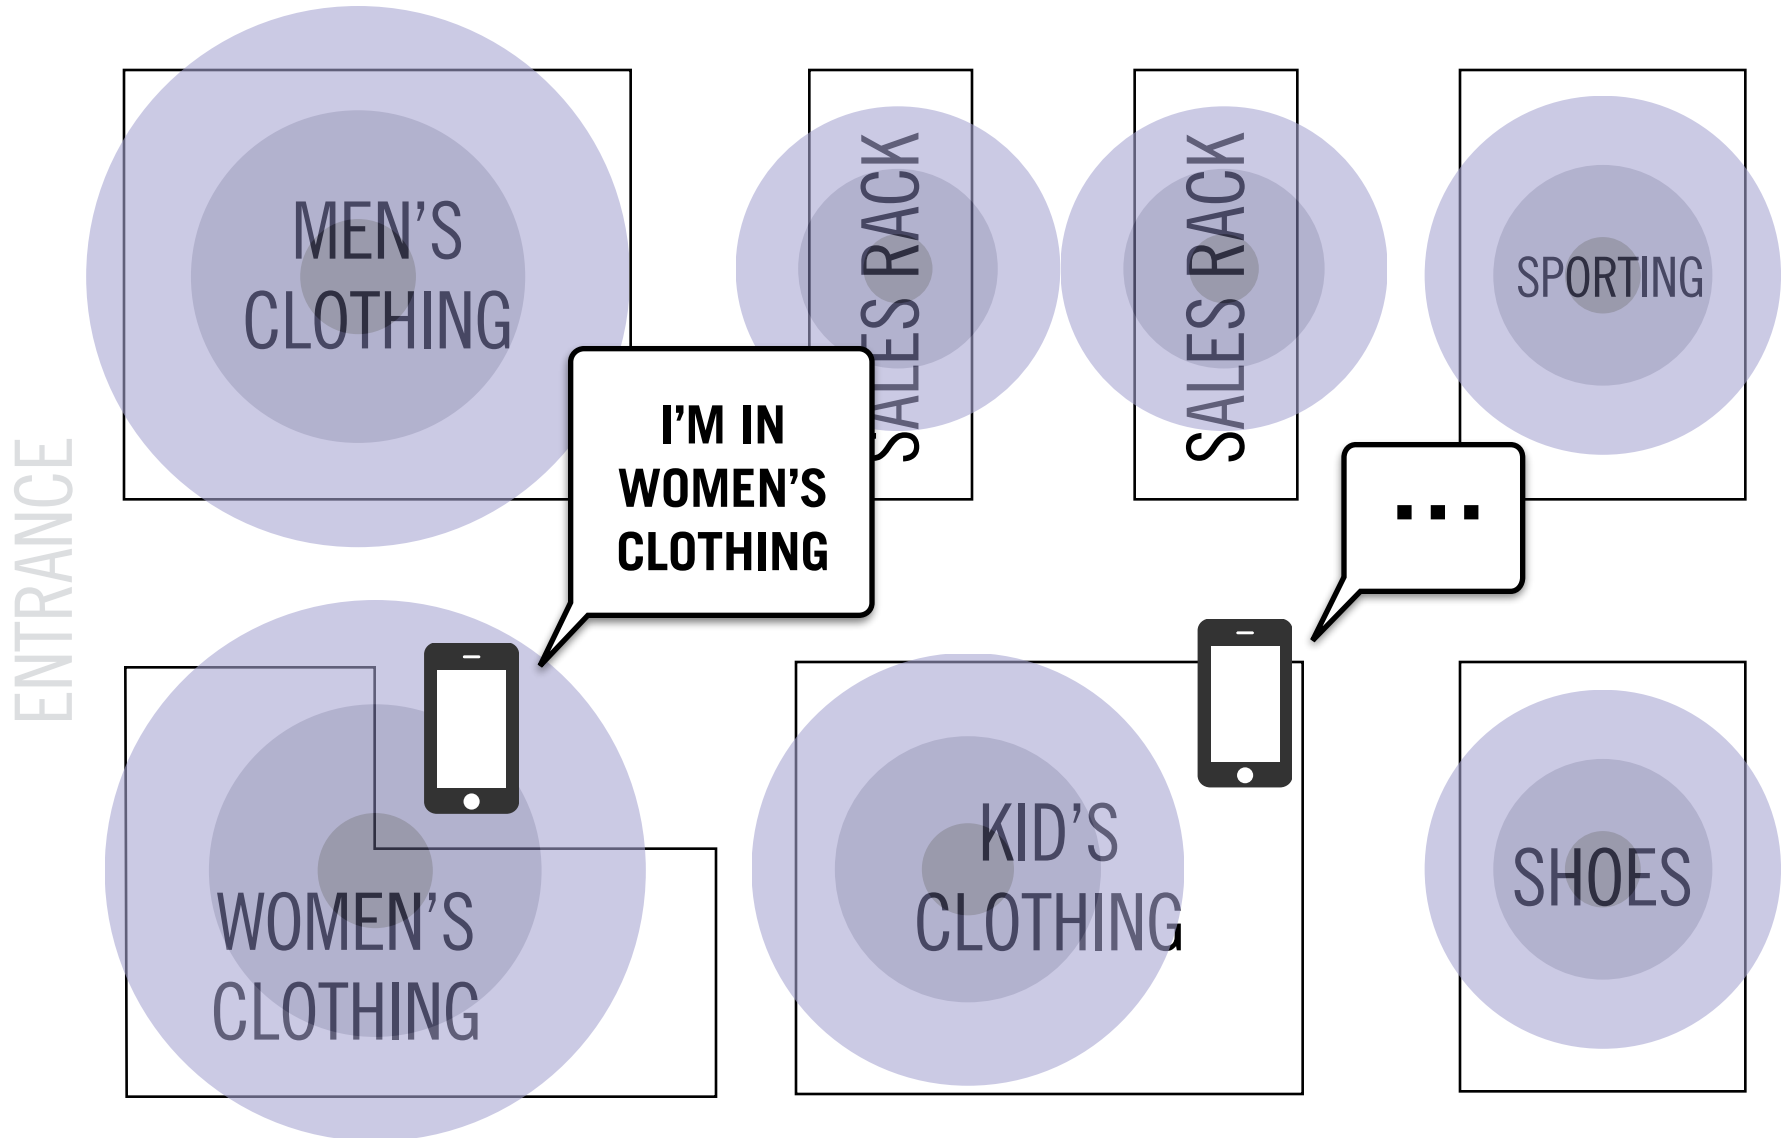 ENTRANCE
MEN'S
CLOTHING
SALES RACK
SALES RACK
SPORTING
I'M IN
WOMEN'S
CLOTHING
...
WOMEN'S
CLOTHING
KID'S
CLOTHING
SHOES